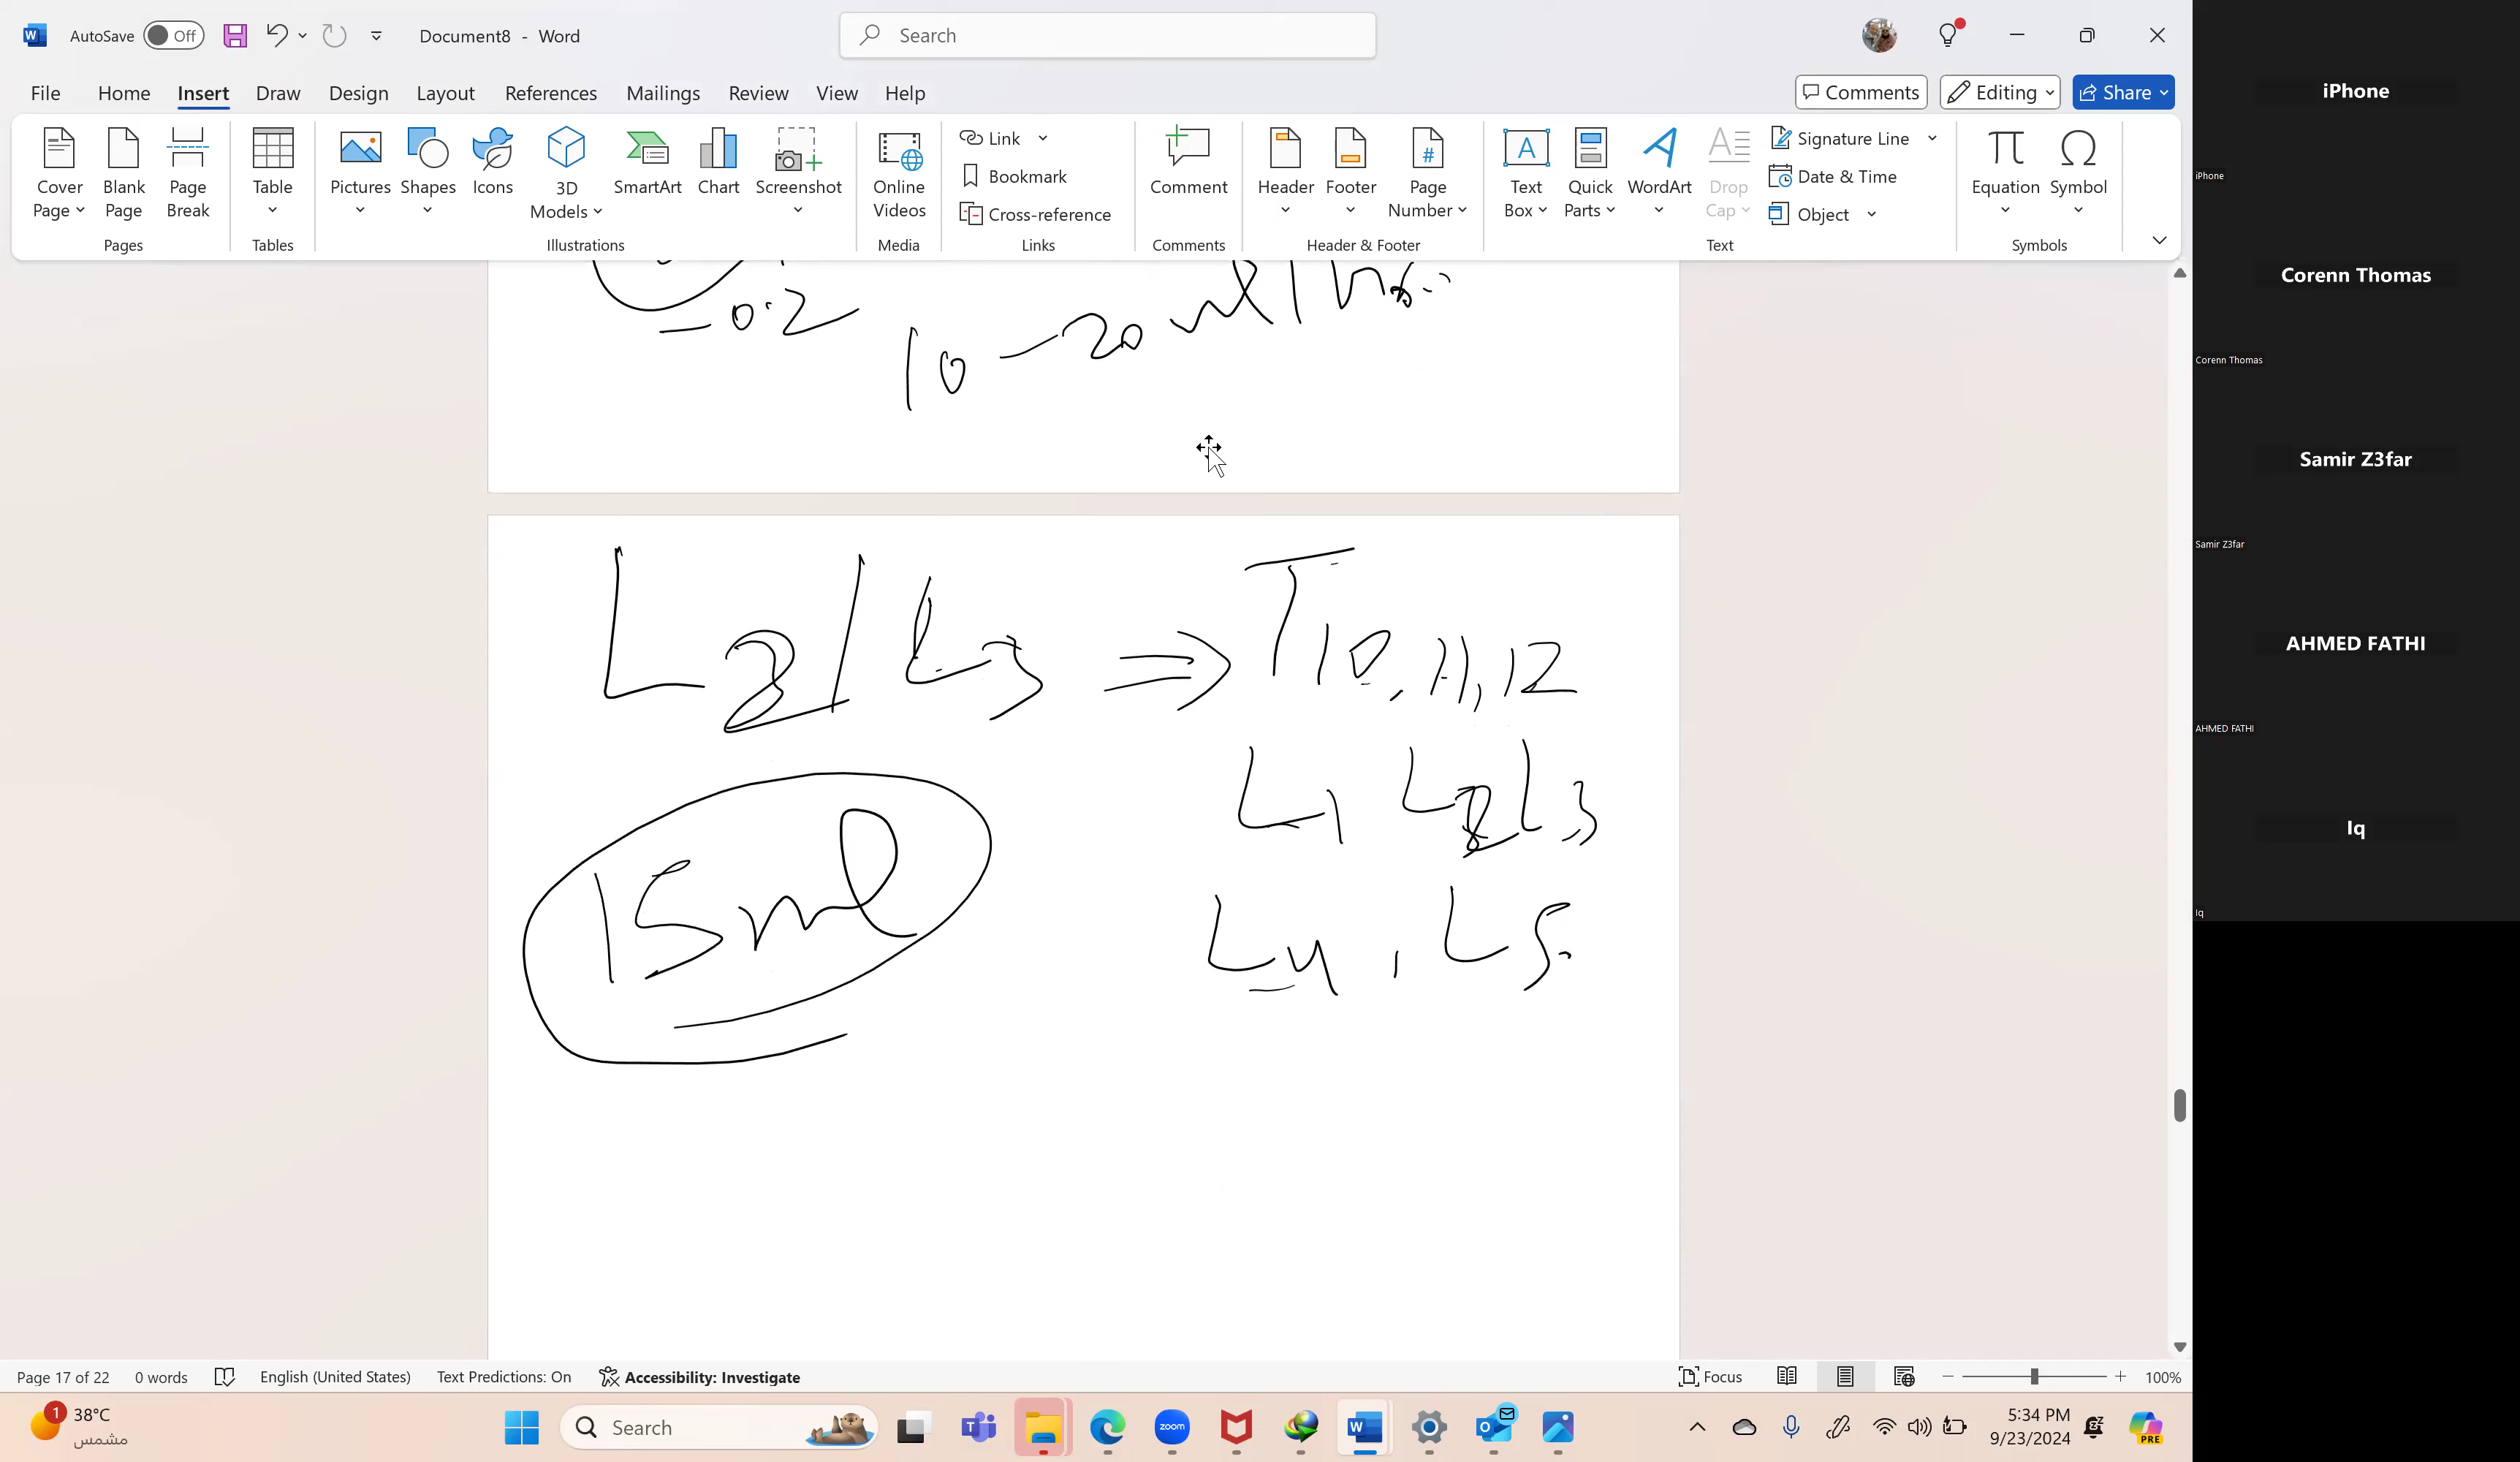 AutoSave Off Document8 - Word Search
File Home Insert Draw Design Layout References Mailings Review View Help Comments Editing Share
Cover Page Blank Page Page Break Table Pictures Shapes Icons 3D Models SmartArt Chart Screenshot Online Videos Link Bookmark Cross-reference Comment Header Footer Page Number Text Box Quick Parts WordArt Drop Cap Signature Line Date & Time Object Equation Symbol
Pages Tables Illustrations Media Links Comments Header & Footer Text Symbols
0.2
10 - 20 ml / hr
L2 / L3 ⇒ T10, 11, 12
L1 L2 L3
15 ml
L4, L5
iPhone
iPhone
Corenn Thomas
Corenn Thomas
Samir Z3far
Samir Z3far
AHMED FATHI
AHMED FATHI
Iq
Iq
Page 17 of 22 0 words English (United States) Text Predictions: On Accessibility: Investigate Focus 100%
1 38°C
مشمس
Search
zoom
PRE
5:34 PM
9/23/2024